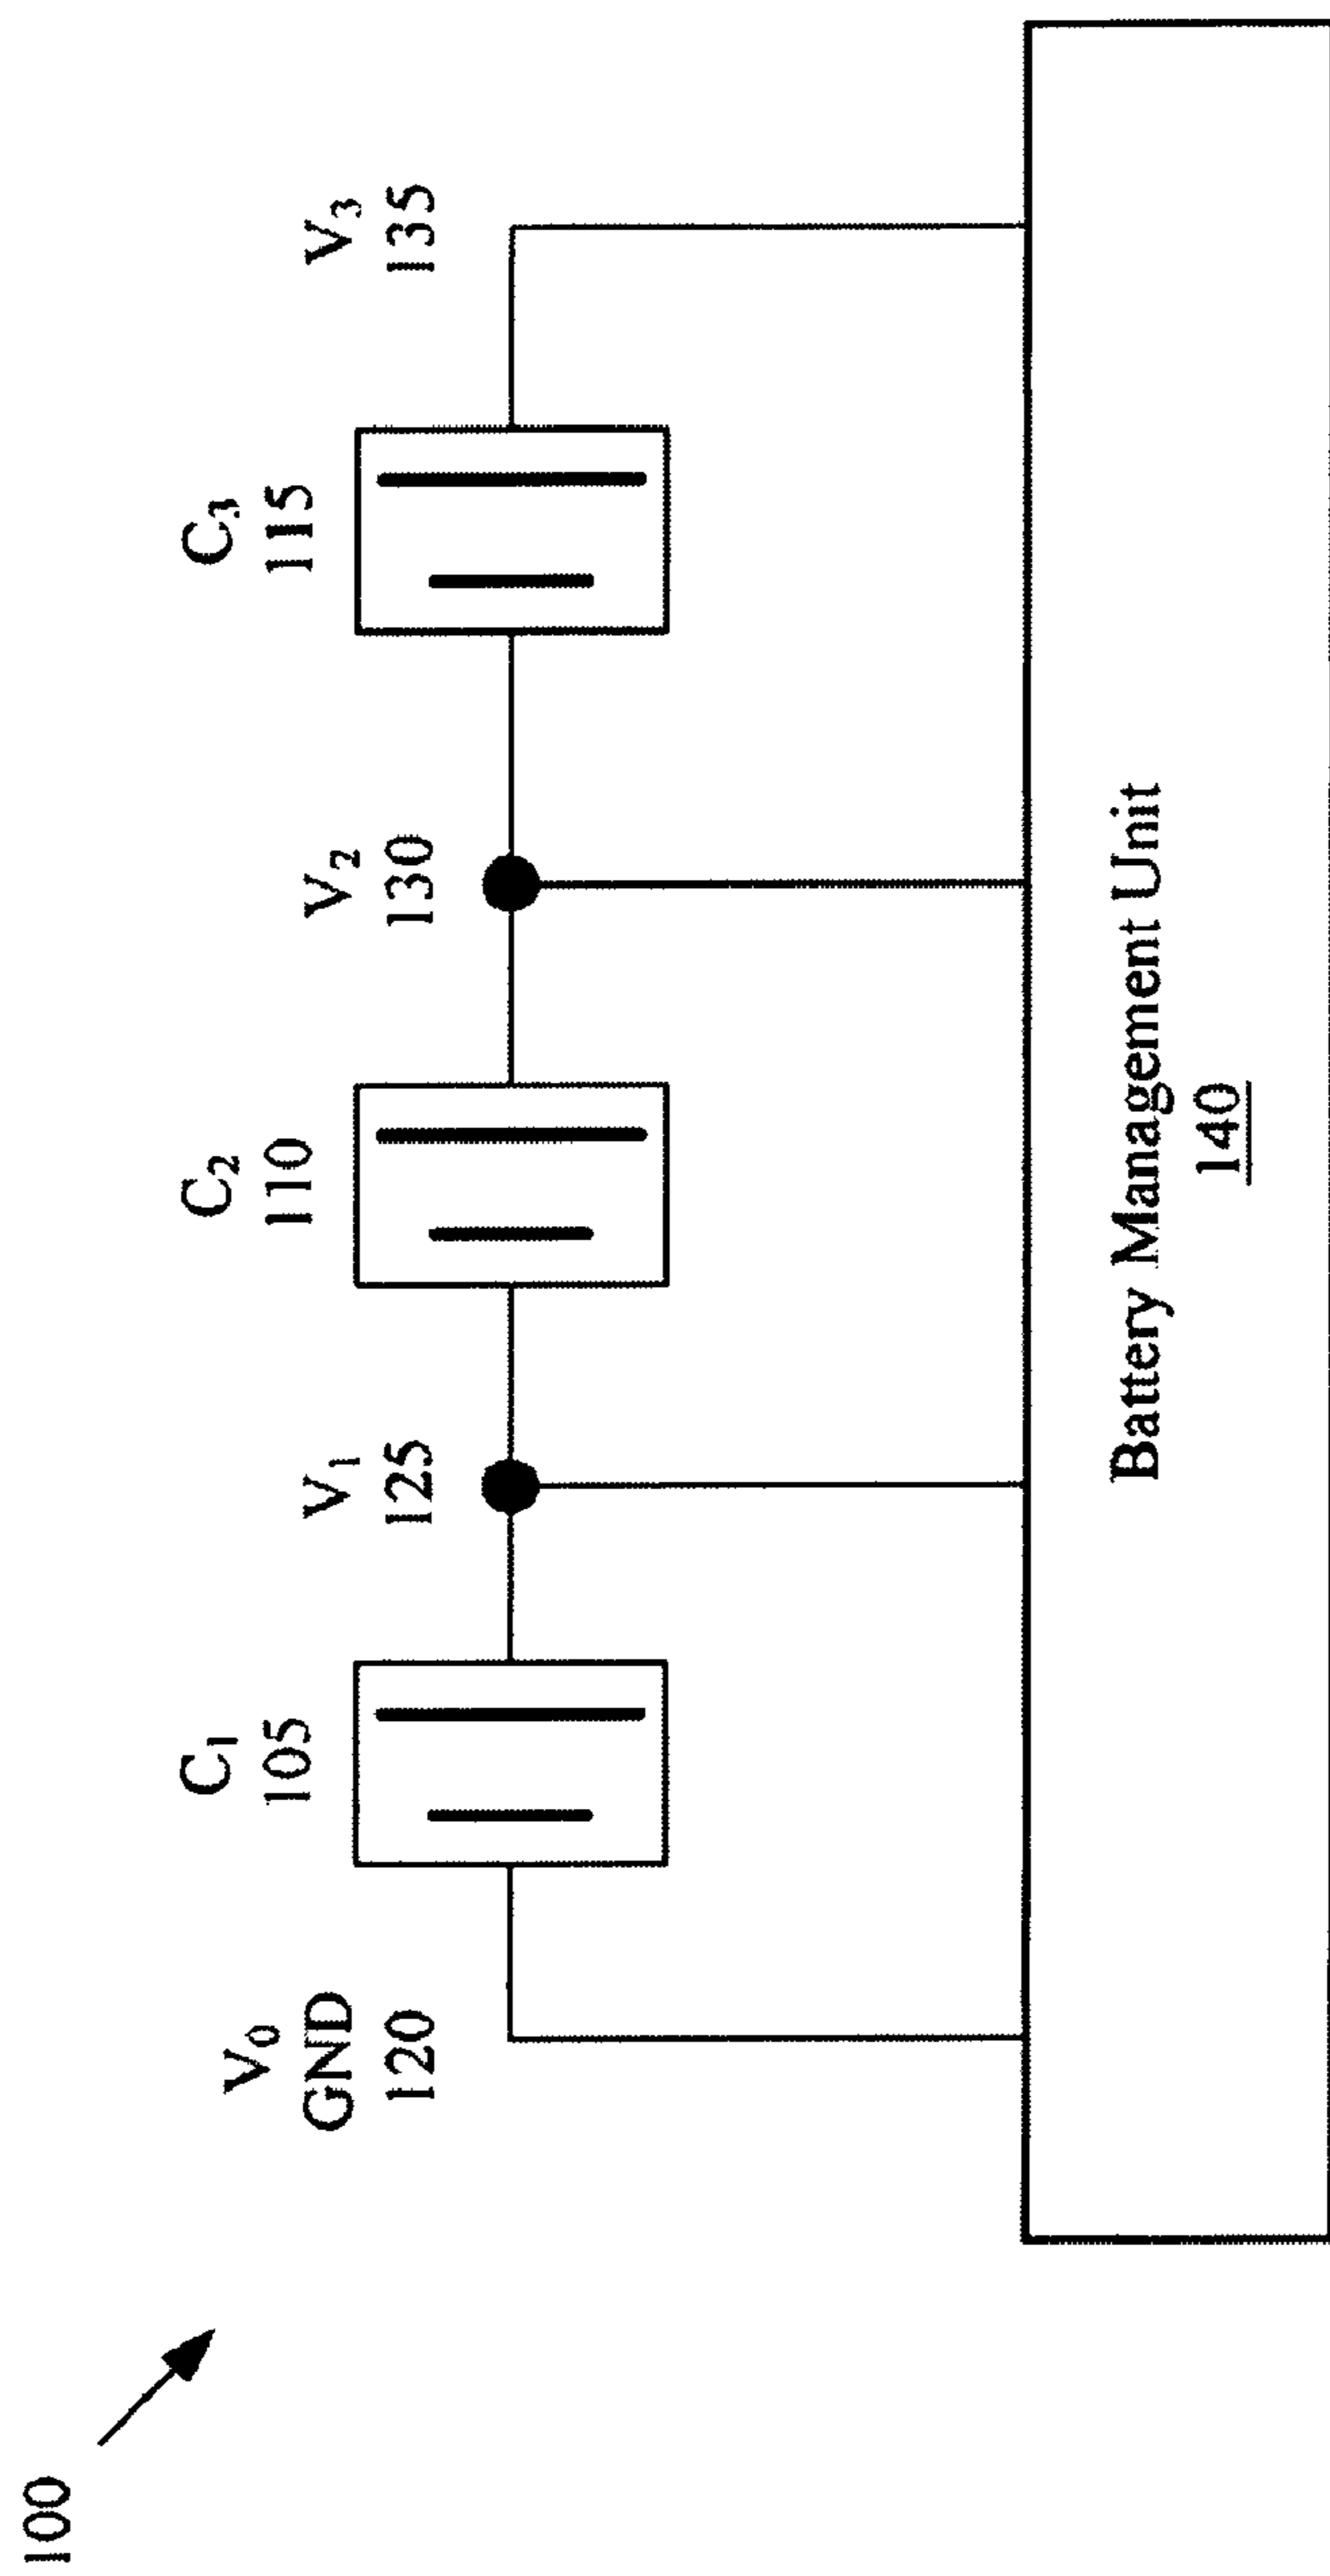 100
V₀
GND
120
C₁
105
V₁
125
C₂
110
V₂
130
C₃
115
V₃
135
Battery Management Unit
140